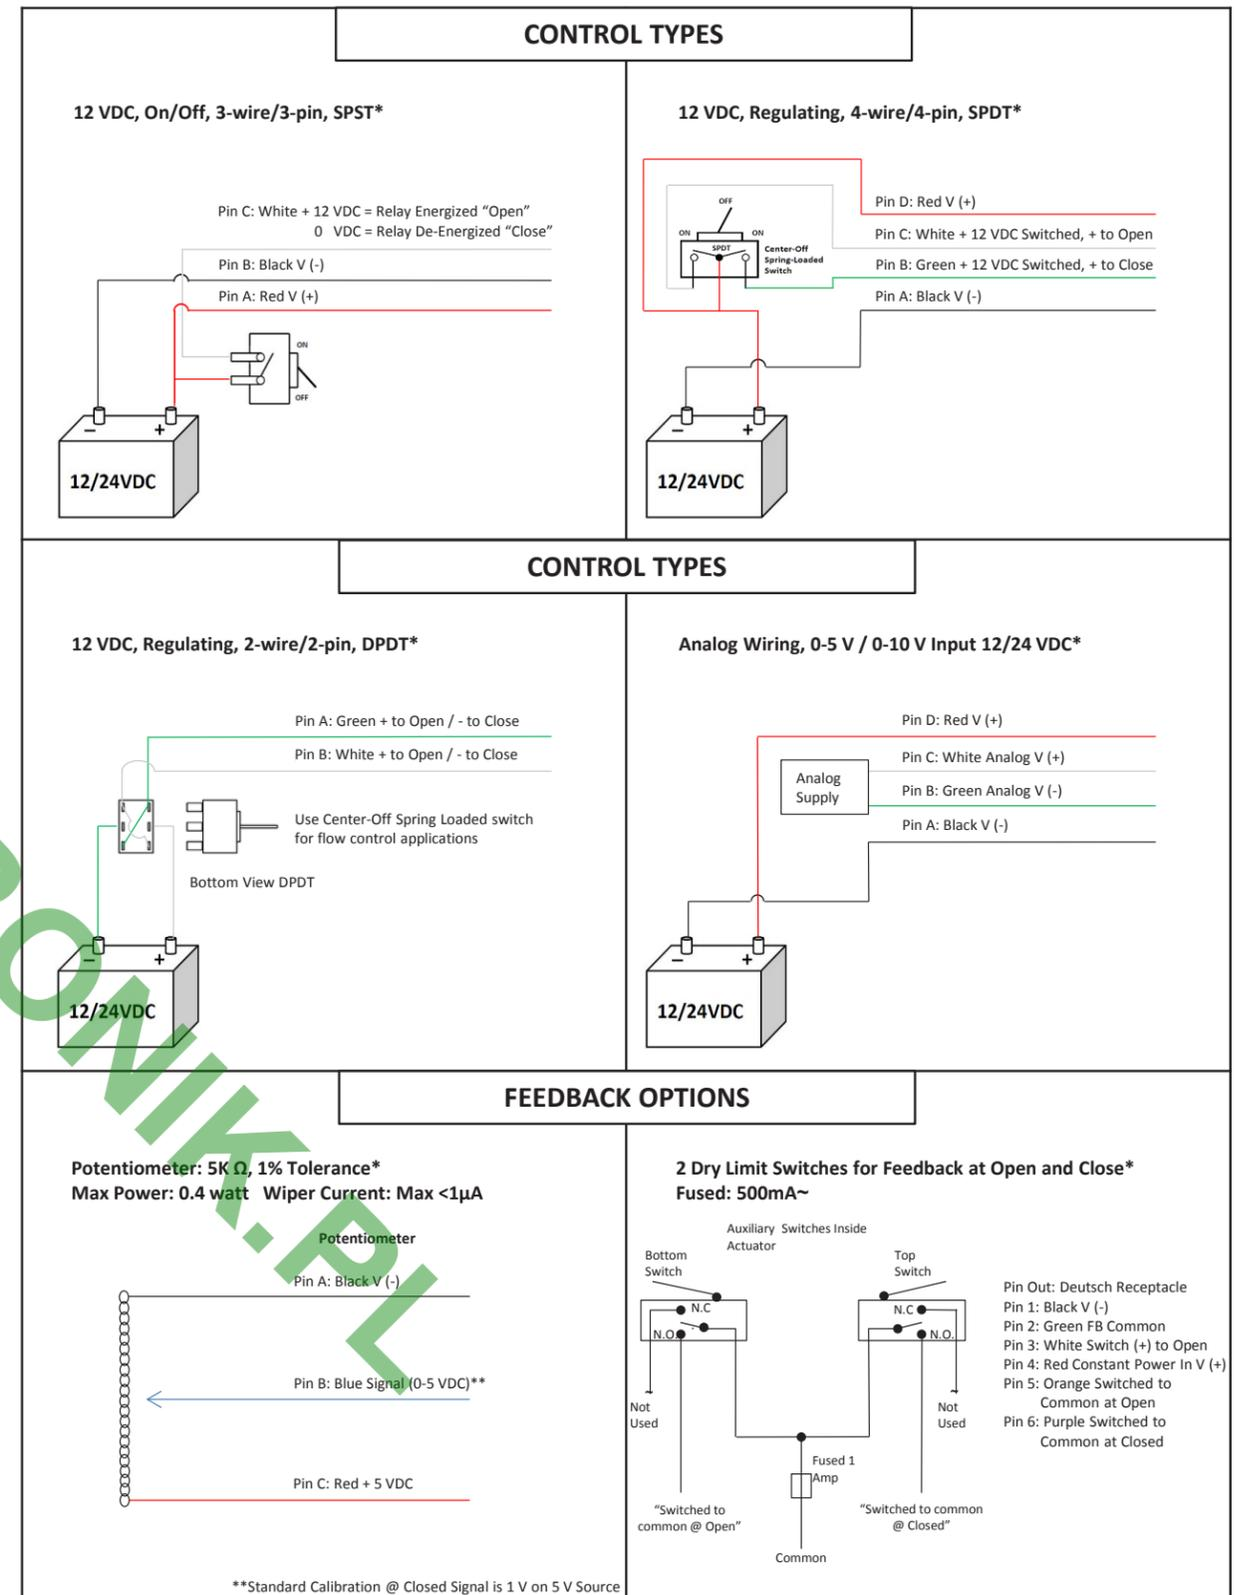 CONTROL TYPES
12 VDC, On/Off, 3-wire/3-pin, SPST*
Pin C: White + 12 VDC = Relay Energized “Open”
0 VDC = Relay De-Energized “Close”
Pin B: Black V (-)
Pin A: Red V (+)
ON
OFF
− +
12/24VDC
12 VDC, Regulating, 4-wire/4-pin, SPDT*
OFF
ON ON
SPDT
Center-Off
Spring-Loaded
Switch
Pin D: Red V (+)
Pin C: White + 12 VDC Switched, + to Open
Pin B: Green + 12 VDC Switched, + to Close
Pin A: Black V (-)
− +
12/24VDC
CONTROL TYPES
12 VDC, Regulating, 2-wire/2-pin, DPDT*
Pin A: Green + to Open / - to Close
Pin B: White + to Open / - to Close
Use Center-Off Spring Loaded switch
for flow control applications
Bottom View DPDT
− +
12/24VDC
Analog Wiring, 0-5 V / 0-10 V Input 12/24 VDC*
Pin D: Red V (+)
Analog
Supply
Pin C: White Analog V (+)
Pin B: Green Analog V (-)
Pin A: Black V (-)
− +
12/24VDC
FEEDBACK OPTIONS
Potentiometer: 5K Ω, 1% Tolerance*
Max Power: 0.4 watt Wiper Current: Max <1µA
Potentiometer
Pin A: Black V (-)
Pin B: Blue Signal (0-5 VDC)**
Pin C: Red + 5 VDC
**Standard Calibration @ Closed Signal is 1 V on 5 V Source
2 Dry Limit Switches for Feedback at Open and Close*
Fused: 500mA~
Auxiliary Switches Inside
Actuator
Bottom
Switch
Top
Switch
N.C
N.O.
N.C
N.O.
~
Not
Used
~
Not
Used
Fused 1
Amp
“Switched to
common @ Open”
“Switched to common
@ Closed”
Common
Pin Out: Deutsch Receptacle
Pin 1: Black V (-)
Pin 2: Green FB Common
Pin 3: White Switch (+) to Open
Pin 4: Red Constant Power In V (+)
Pin 5: Orange Switched to
Common at Open
Pin 6: Purple Switched to
Common at Closed
RONIK.PL